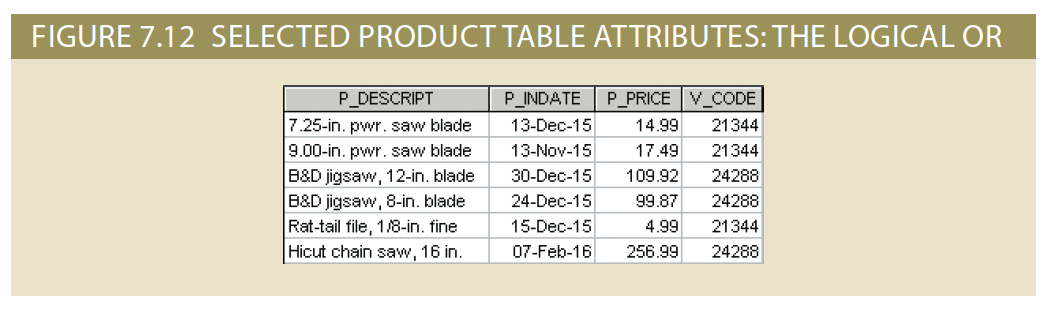 FIGURE 7.12 SELECTED PRODUCT TABLE ATTRIBUTES: THE LOGICAL OR
P_DESCRIPT P_INDATE P_PRICE V_CODE
7.25-in. pwr. saw blade 13-Dec-15 14.99 21344
9.00-in. pwr. saw blade 13-Nov-15 17.49 21344
B&D jigsaw, 12-in. blade 30-Dec-15 109.92 24288
B&D jigsaw, 8-in. blade 24-Dec-15 99.87 24288
Rat-tail file, 1/8-in. fine 15-Dec-15 4.99 21344
Hicut chain saw, 16 in. 07-Feb-16 256.99 24288